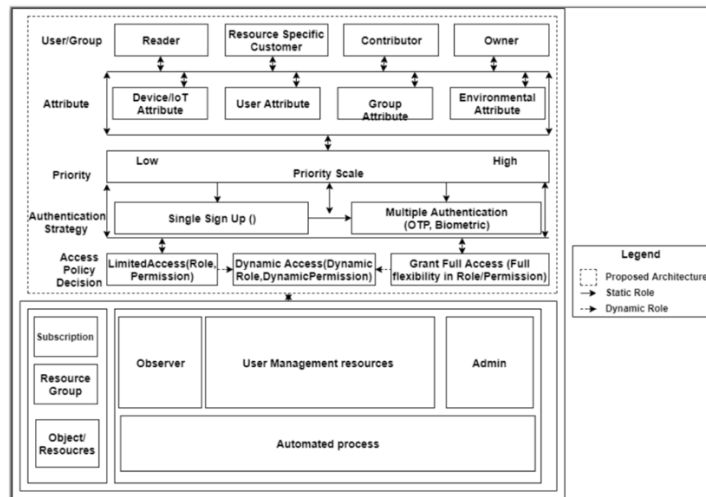 User/Group
Reader
Resource Specific
Customer
Contributor
Owner
Attribute
Device/IoT
Attribute
User Attribute
Group
Attribute
Environmental
Attribute
Priority
Low
High
Priority Scale
Authentication
Strategy
Single Sign Up ()
Multiple Authentication
(OTP, Biometric)
Access
Policy
Decision
LimitedAccess(Role,
Permission)
Dynamic Access(Dynamic
Role,DynamicPermission)
Grant Full Access (Full
flexibility in Role/Permission)
Legend
Proposed Architecture
Static Role
Dynamic Role
Subscription
Resource
Group
Object/
Resoucres
Observer
User Management resources
Admin
Automated process